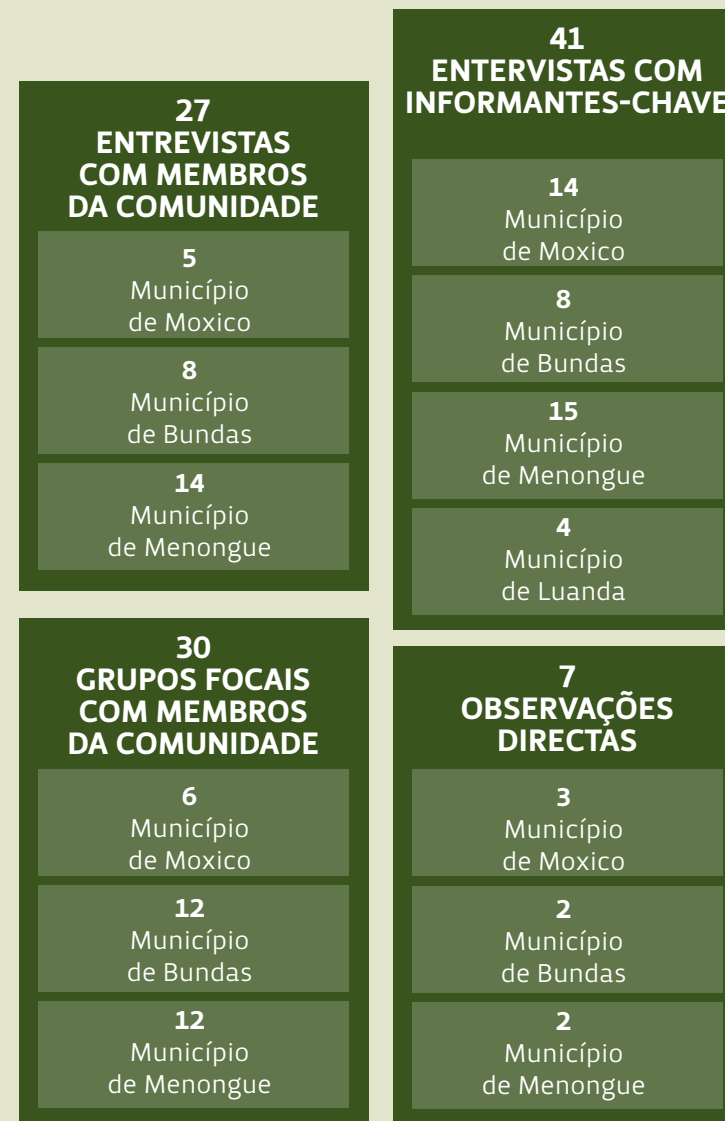 27
ENTREVISTAS
COM MEMBROS
DA COMUNIDADE
5
Município
de Moxico
8
Município
de Bundas
14
Município
de Menongue
41
ENTERVISTAS COM
INFORMANTES-CHAVE
14
Município
de Moxico
8
Município
de Bundas
15
Município
de Menongue
4
Município
de Luanda
30
GRUPOS FOCAIS
COM MEMBROS
DA COMUNIDADE
6
Município
de Moxico
12
Município
de Bundas
12
Município
de Menongue
7
OBSERVAÇÕES
DIRECTAS
3
Município
de Moxico
2
Município
de Bundas
2
Município
de Menongue